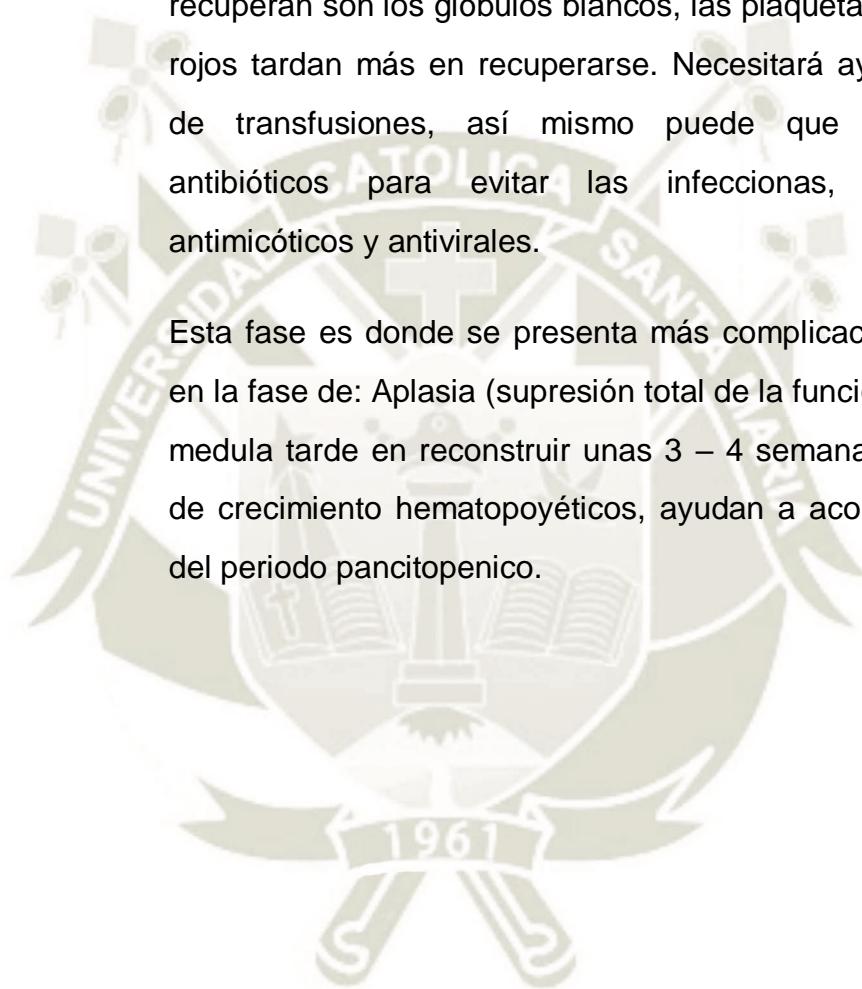 recuperan son los glóbulos blancos, las plaqueta
rojos tardan más en recuperarse. Necesitará ay
de transfusiones, así mismo puede que
antibióticos para evitar las infeccionas,
antimicóticos y antivirales.
Esta fase es donde se presenta más complicac
en la fase de: Aplasia (supresión total de la funci
medula tarde en reconstruir unas 3 – 4 semana
de crecimiento hematopoyéticos, ayudan a aco
del periodo pancitopenico.
UNIVERSIDAD CATOLICA SANTA MARIA
1961